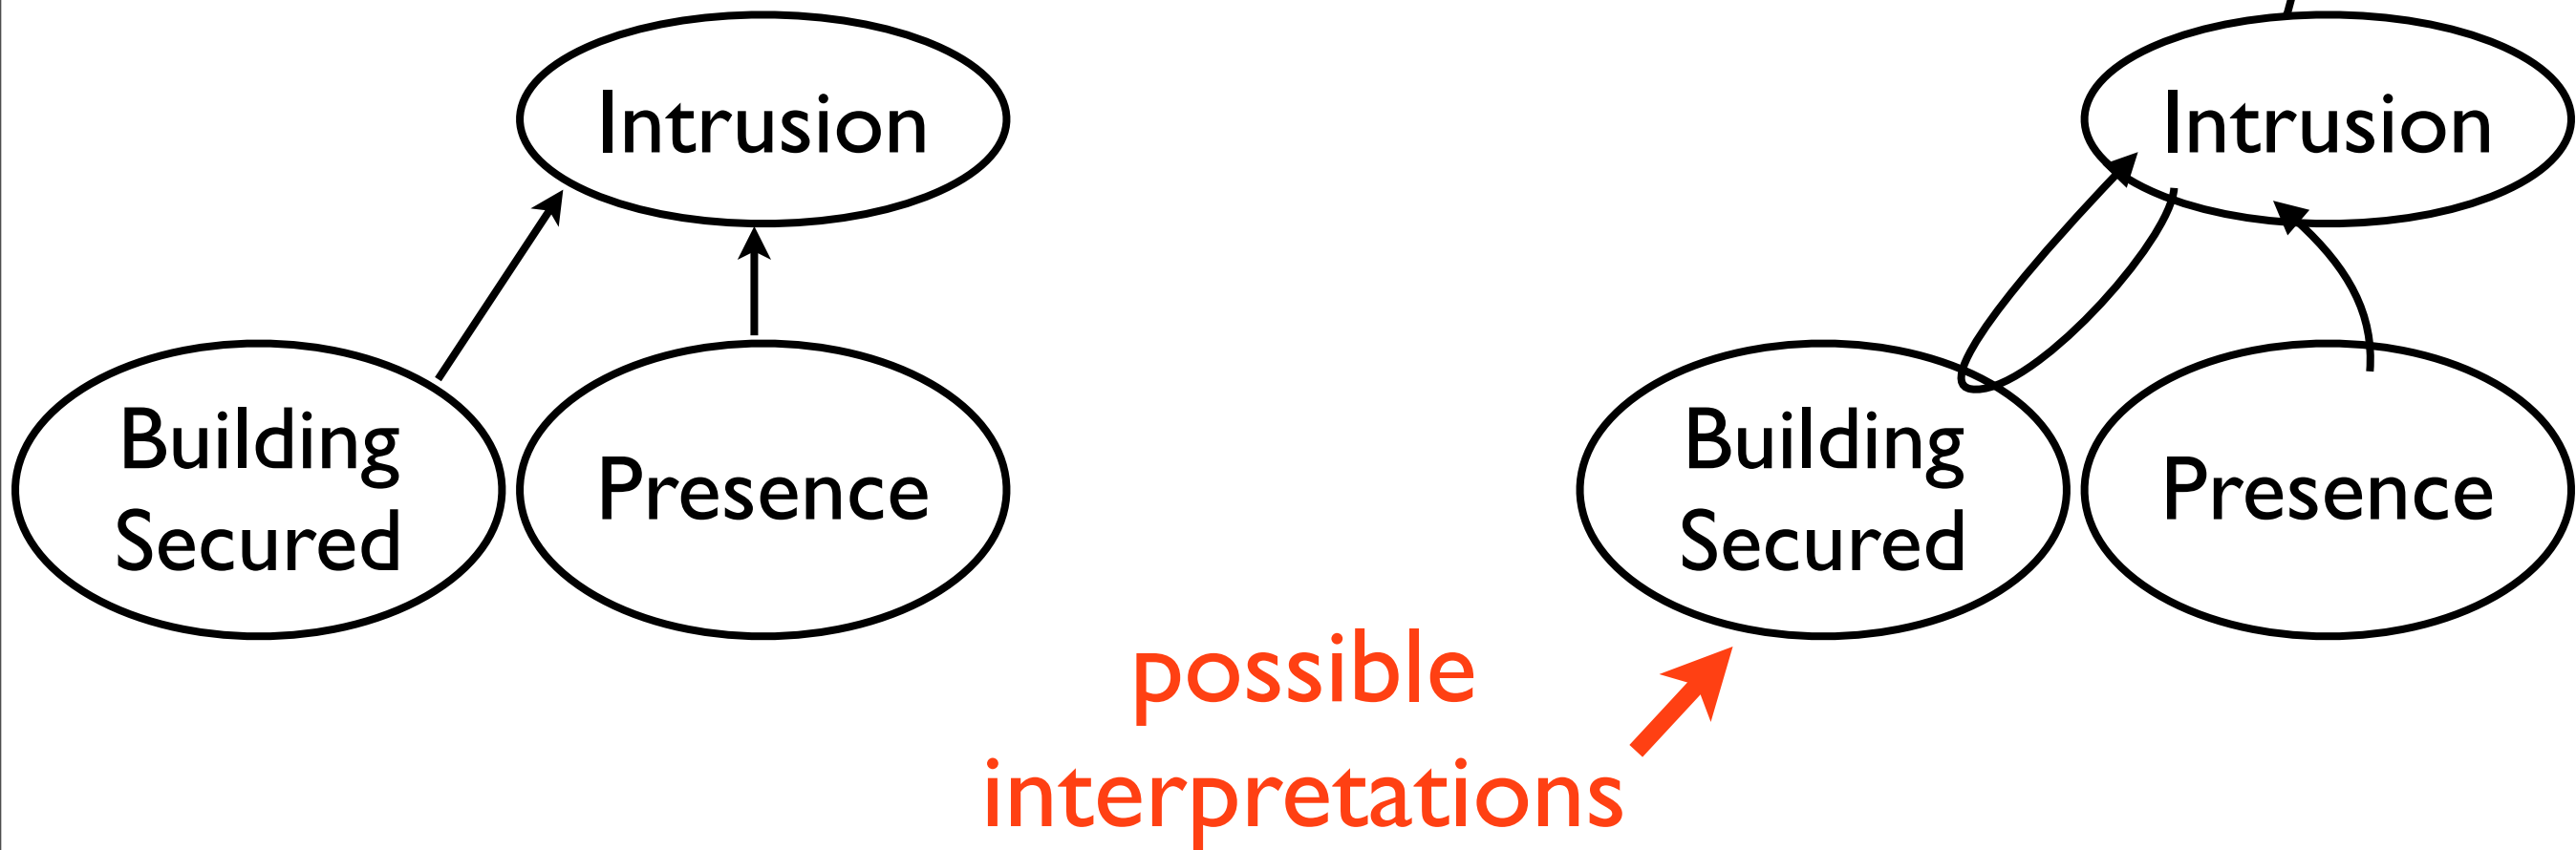 Intrusion
Building
Secured
Presence
Intrusion
Building
Secured
Presence
possible
interpretations